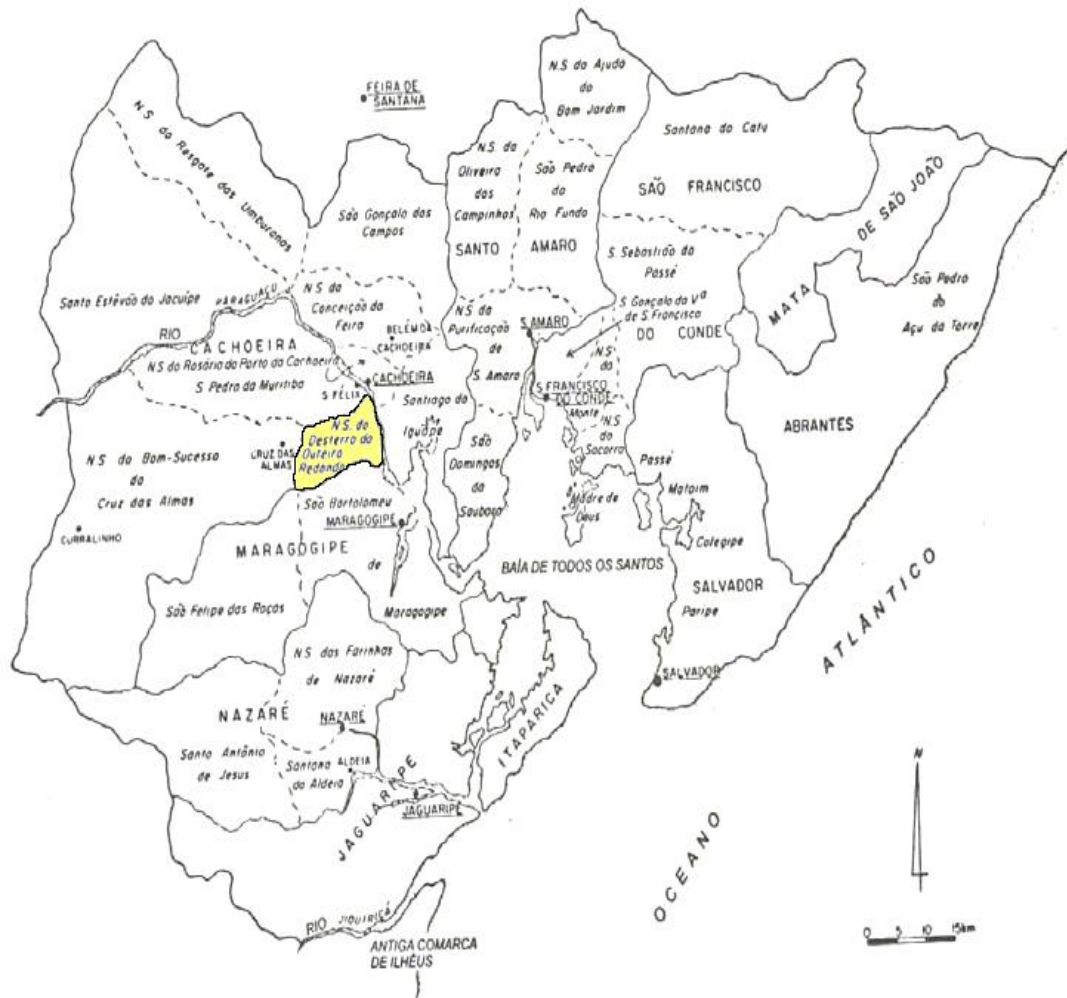 N.S. da Ajuda
do
Bom Jardim
FEIRA DE
SANTANA
N.S. do Resgate das Umburanas
Santana do Catu
N.S. da
Oliveira
dos
Campinhos
São Pedro
do
Rio Fundo
SÃO FRANCISCO
São Gonçalo dos
Campos
SANTO
AMARO
DE SÃO JOÃO
MATA
S. Sebastião do
Passé
São Pedro
do
Açu da Torre
Santo Estêvão do Jacuípe
RIO
PARAGUAÇU
N.S. da
Conceição da
Feira
N.S. da
Purificação
de
S. Amaro
S. AMARO
S. Gonçalo da Vª
de S. Francisco
DO CONDE
BELÉM DA
CACHOEIRA
CACHOEIRA
N.S. do Rosário do Porto da Cachoeira
S. Pedro da Muritiba
S. FÉLIX
CACHOEIRA
Santiago do
Iguape
S. FRANCISCO
DO CONDE
N.S. do
Monte
N.S.
do
Socorro
ABRANTES
N.S. do
Desterro do
Outeiro
Redondo
CRUZ DAS
ALMAS
N.S. do Bom-Sucesso
da
Cruz das Almas
CURRALINHO
São
Domingos
da
Saubara
Passé
Matoim
Madre de
Deus
Cotegipe
São Bartolomeu
MARAGOGIPE
MARAGOGIPE
de
Maragogipe
BAÍA DE TODOS OS SANTOS
SALVADOR
Paripe
São Felipe das Roças
N.S. das Farinhas
de Nazaré
SALVADOR
ATLÂNTICO
OCEANO
NAZARÉ
NAZARÉ
ITAPARICA
Santo Antônio
de Jesus
Santana
da Aldeia
ALDEIA
JAGUARIPE
JAGUARIPE
RIO JIQUIRIÇÁ
ANTIGA COMARCA
DE ILHÉUS
N
0 5 10 15km